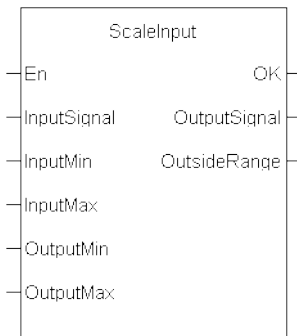 ScaleInput
En OK
InputSignal OutputSignal
InputMin OutsideRange
InputMax
OutputMin
OutputMax